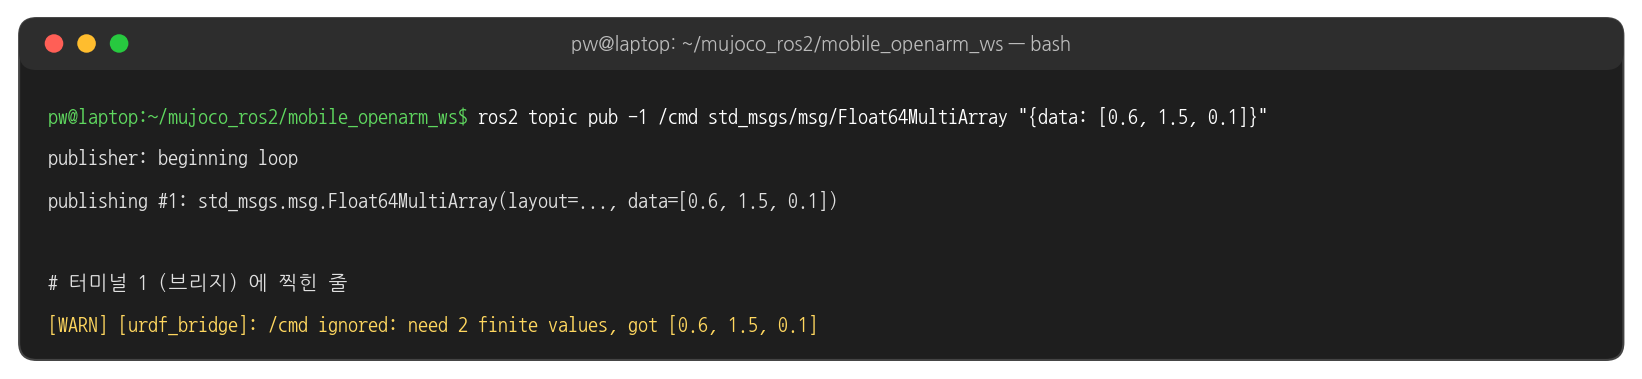 pw@laptop: ~/mujoco_ros2/mobile_openarm_ws — bash
pw@laptop:~/mujoco_ros2/mobile_openarm_ws$ ros2 topic pub -1 /cmd std_msgs/msg/Float64MultiArray "{data: [0.6, 1.5, 0.1]}"
publisher: beginning loop
publishing #1: std_msgs.msg.Float64MultiArray(layout=..., data=[0.6, 1.5, 0.1])
# 터미널 1 (브리지) 에 찍힌 줄
[WARN] [urdf_bridge]: /cmd ignored: need 2 finite values, got [0.6, 1.5, 0.1]